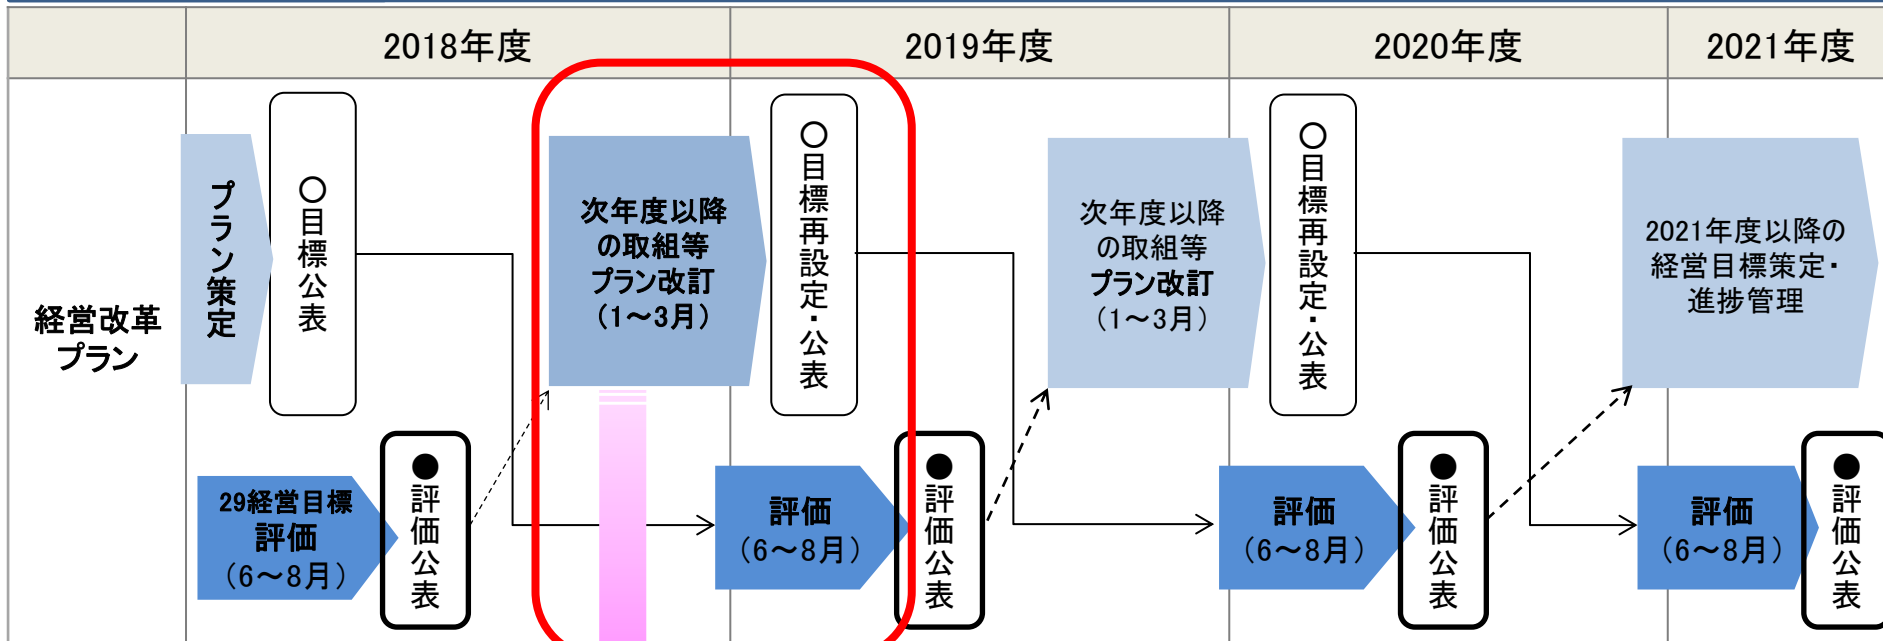 2018年度
2019年度
2020年度
2021年度
経営改革
プラン
プラン策定
○目標公表
次年度以降
の取組等
プラン改訂
(1～3月)
○目標再設定・公表
次年度以降
の取組等
プラン改訂
(1～3月)
○目標再設定・公表
2021年度以降の
経営目標策定・
進捗管理
29経営目標
評価
(6～8月)
●評価公表
評価
(6～8月)
●評価公表
評価
(6～8月)
●評価公表
評価
(6～8月)
●評価公表